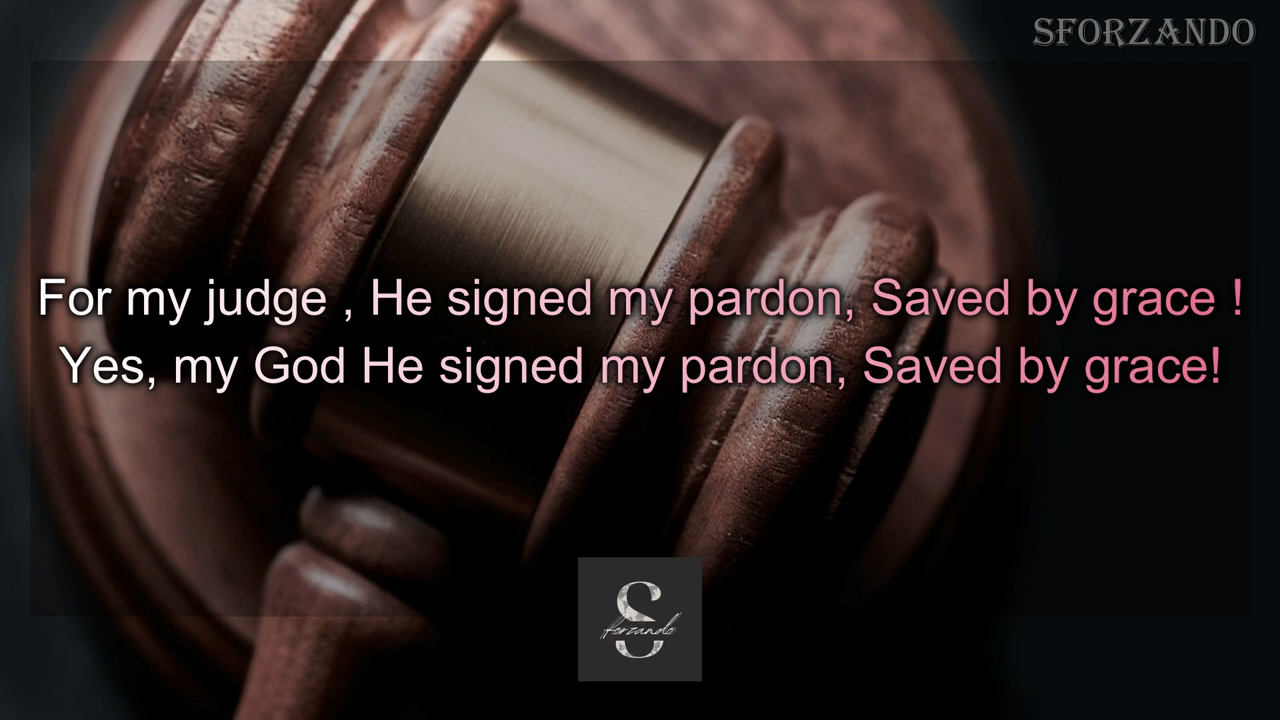 SFORZANDO
For my judge , He signed my pardon, Saved by grace !
Yes, my God He signed my pardon, Saved by grace!
S
sforzando